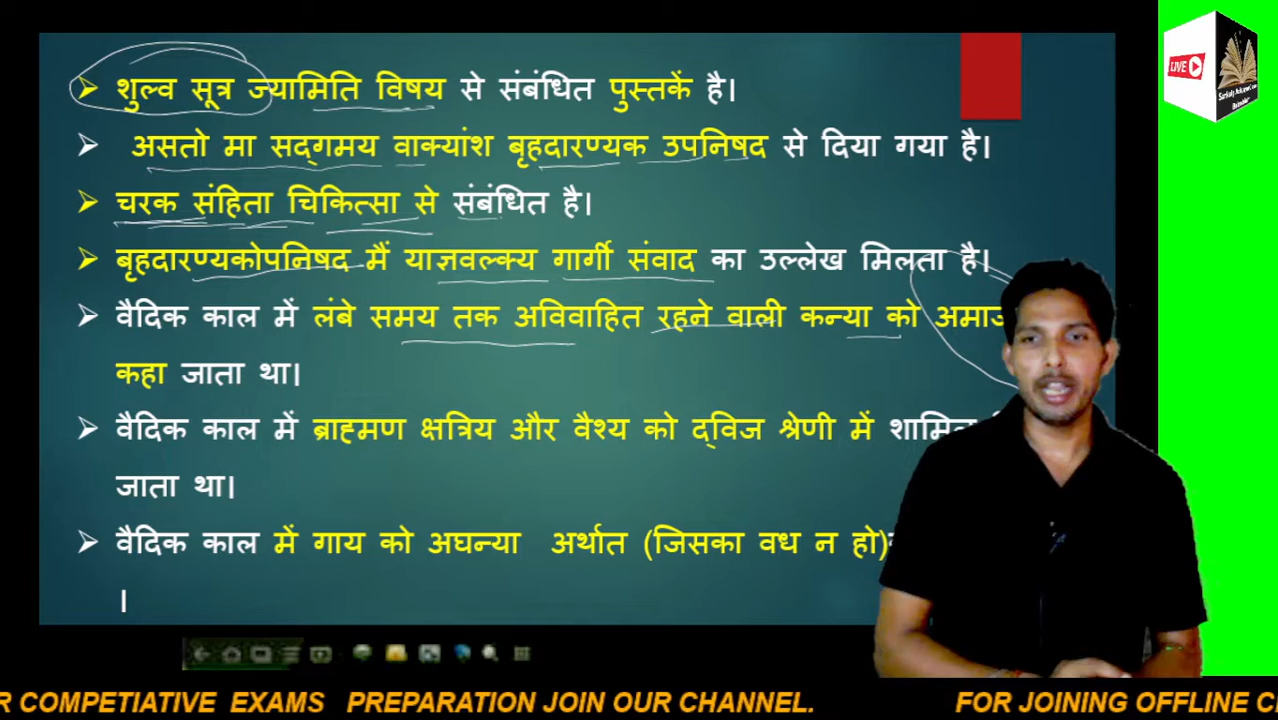 शुल्व सूत्र ज्यामिति विषय से संबंधित पुस्तकें है।
असतो मा सद्गमय वाक्यांश बृहदारण्यक उपनिषद से दिया गया है।
चरक संहिता चिकित्सा से संबंधित है।
बृहदारण्यकोपनिषद मैं याज्ञवल्क्य गार्गी संवाद का उल्लेख मिलता है।
वैदिक काल में लंबे समय तक अविवाहित रहने वाली कन्या को
कहा जाता था।
वैदिक काल में ब्राह्मण क्षत्रिय और वैश्य को द्विज श्रेणी में
जाता था।
वैदिक काल में गाय को अघन्या अर्थात (जिसका वध न हो)
।
LIVE
COMPETIATIVE EXAMS PREPARATION JOIN OUR CHANNEL. FOR JOINING OFFLINE